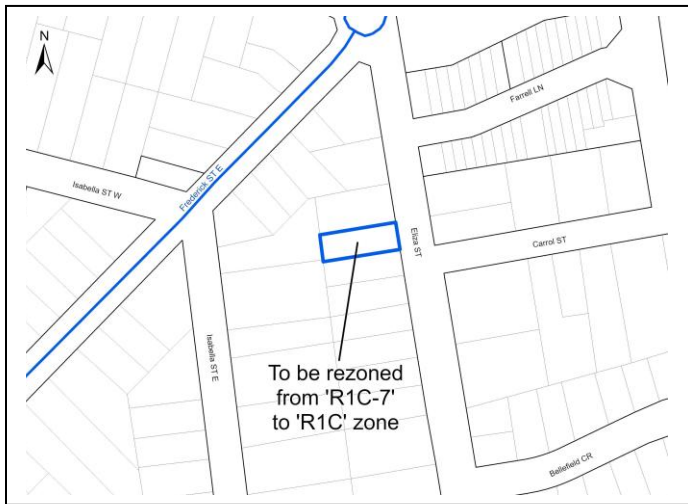 N
Farrell LN
Isabella ST W
Frederick ST E
Eliza ST
Carrol ST
Isabella ST E
To be rezoned
from 'R1C-7'
to 'R1C' zone
Bellefield CR